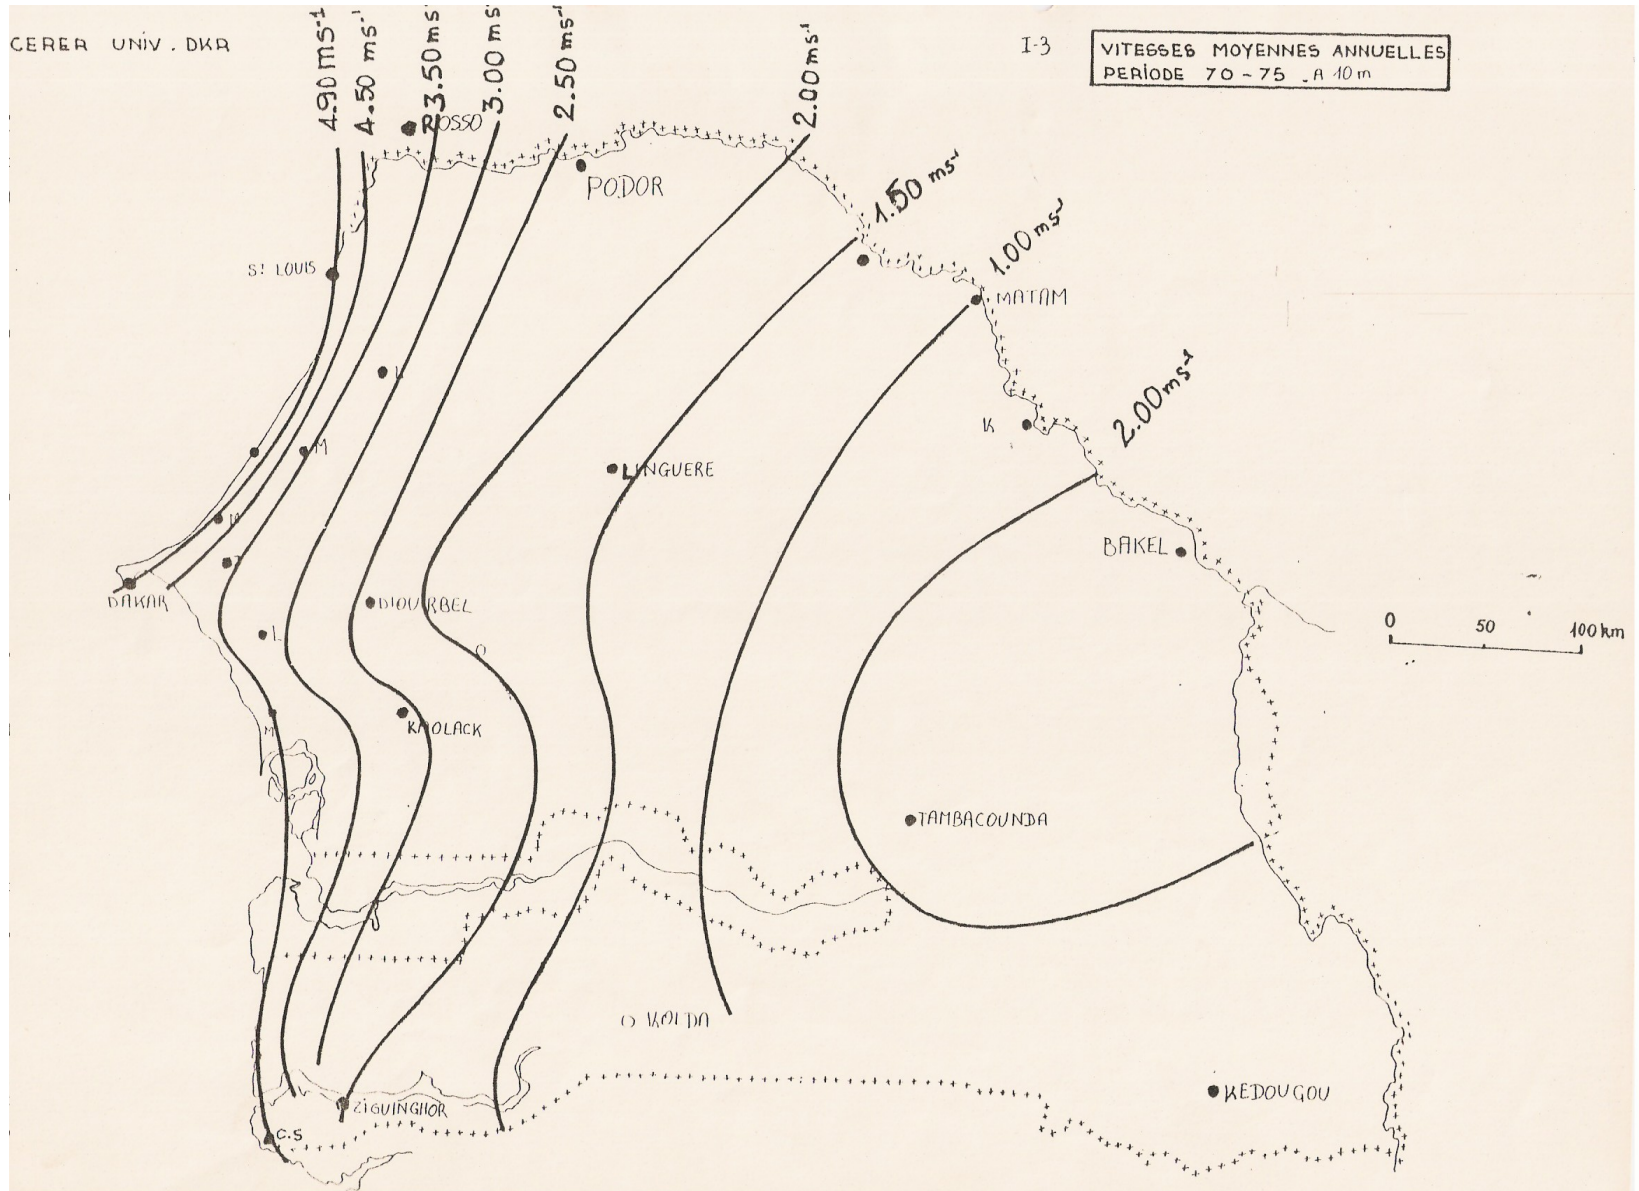 CERER UNIV. DKR
4.90 ms-1
4.50 ms-1
3.50 ms-
3.00 ms-
2.50 ms-1
2.00 ms-1
I-3
VITESSES MOYENNES ANNUELLES
PERIODE 70-75 _A 10m
ROSSO
PODOR
1.50 ms-1
1.00 ms-1
St LOUIS
MATAM
2.00 ms-1
L
K
M
LINGUERE
BAKEL
DAKAR
DIOURBEL
0 50 100 km
L
KAOLACK
M
TAMBACOUNDA
KOLDA
KEDOUGOU
ZIGUINCHOR
C.S